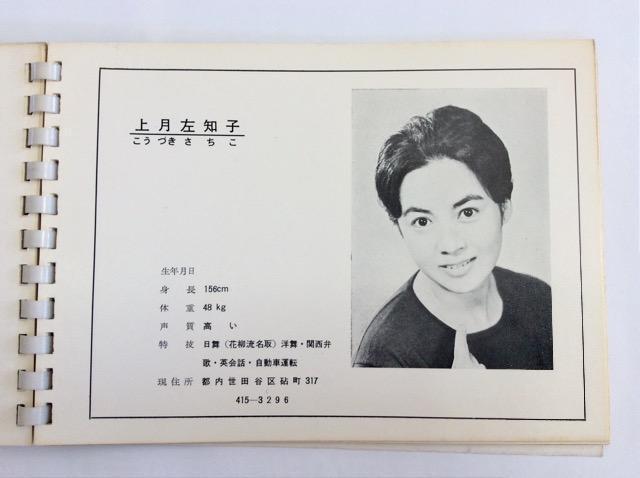 上月左知子
こうづきさちこ
生年月日
身長 156cm
体重 48 kg
声質 高い
特技 日舞（花柳流名取）洋舞・関西弁
歌・英会話・自動車運転
現住所 都内世田谷区砧町317
415―3296